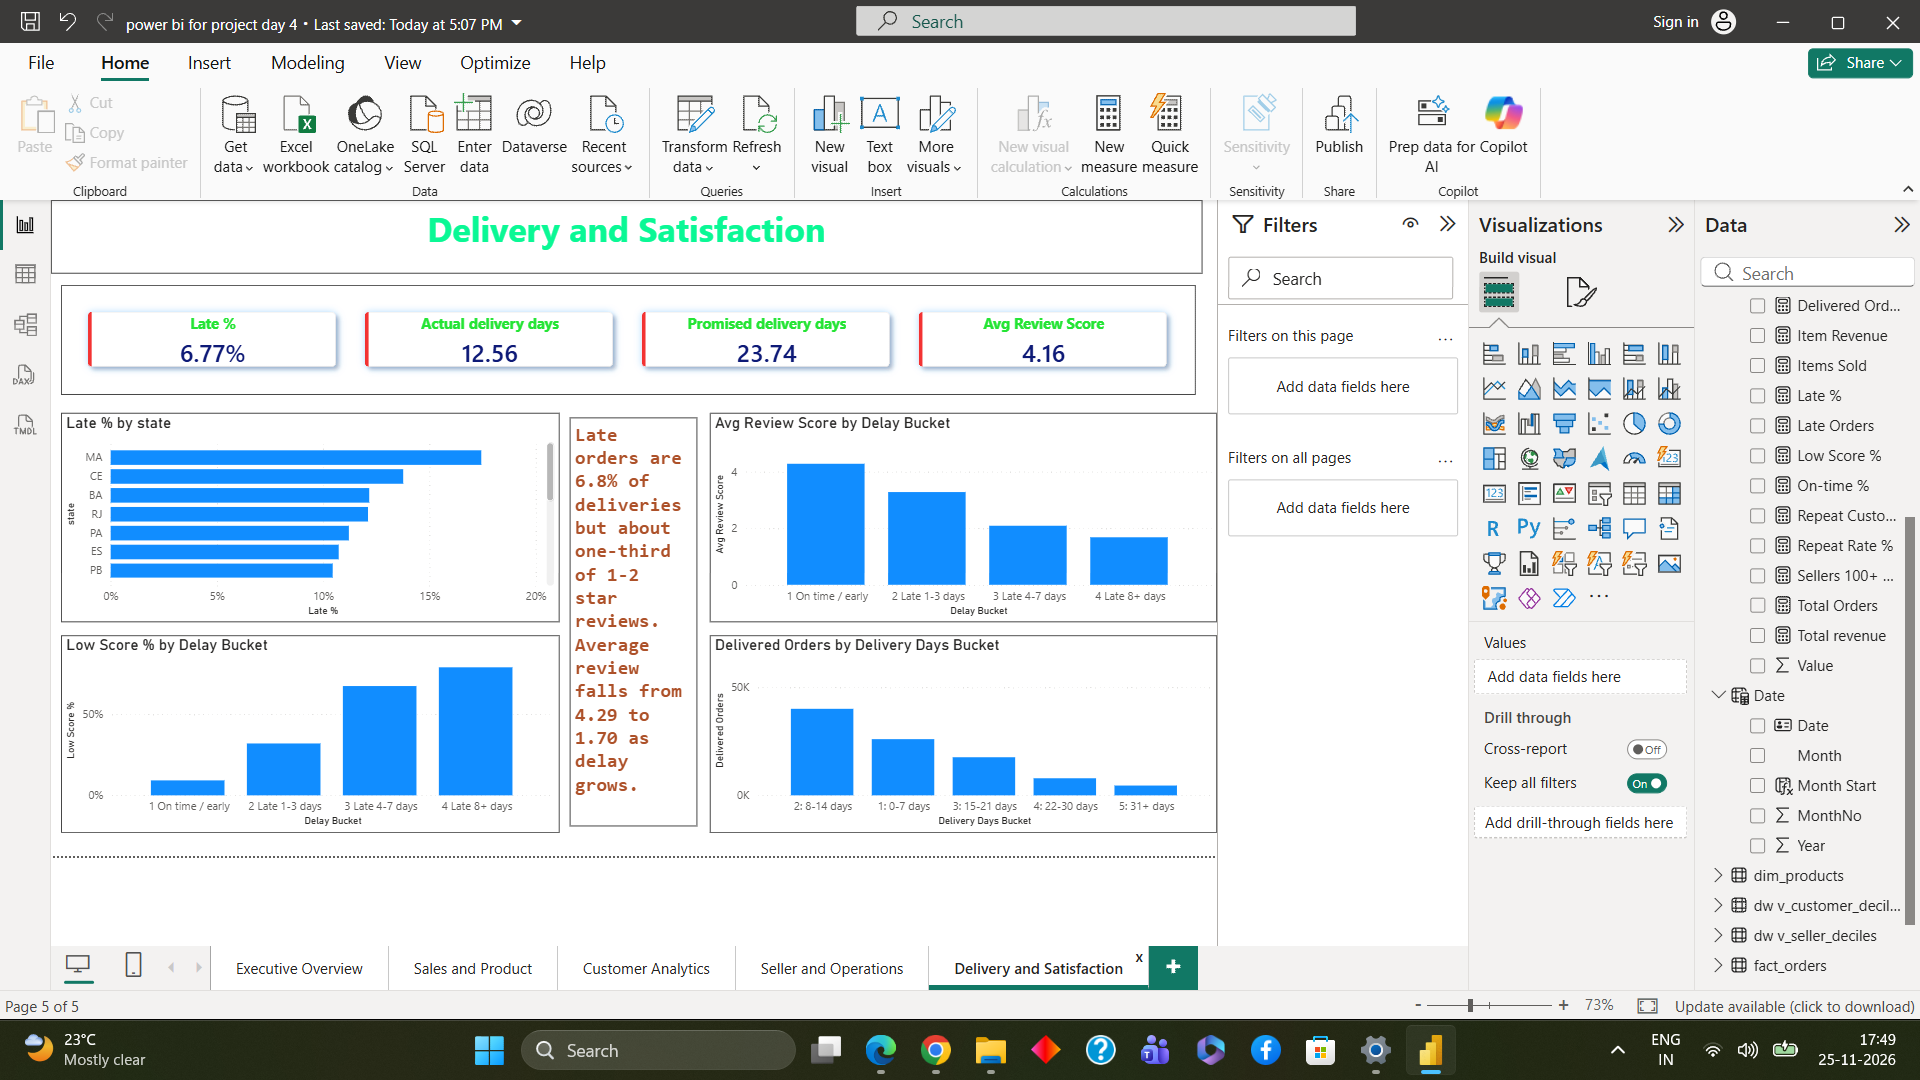 power bi for project day 4 • Last saved: Today at 5:07 PM
Search
Sign in
File
Home
Insert
Modeling
View
Optimize
Help
Share
Paste
Cut
Copy
Format painter
Clipboard
Get data
Excel workbook
OneLake catalog
SQL Server
Enter data
Dataverse
Recent sources
Data
Transform data
Refresh
Queries
New visual
Text box
More visuals
Insert
New visual calculation
New measure
Quick measure
Calculations
Sensitivity
Sensitivity
Publish
Share
Prep data for AI
Copilot
Copilot
Delivery and Satisfaction
Late %
6.77%
Actual delivery days
12.56
Promised delivery days
23.74
Avg Review Score
4.16
Late % by state
state
MA
CE
BA
RJ
PA
ES
PB
0%
5%
10%
15%
20%
Late %
Late
orders are
6.8% of
deliveries
but about
one-third
of 1-2
star
reviews.
Average
review
falls from
4.29 to
1.70 as
delay
grows.
Avg Review Score by Delay Bucket
Avg Review Score
4
2
0
1 On time / early
2 Late 1-3 days
3 Late 4-7 days
4 Late 8+ days
Delay Bucket
Low Score % by Delay Bucket
Low Score %
50%
0%
1 On time / early
2 Late 1-3 days
3 Late 4-7 days
4 Late 8+ days
Delay Bucket
Delivered Orders by Delivery Days Bucket
Delivered Orders
50K
0K
2: 8-14 days
1: 0-7 days
3: 15-21 days
4: 22-30 days
5: 31+ days
Delivery Days Bucket
Filters
Search
Filters on this page
...
Add data fields here
Filters on all pages
...
Add data fields here
Visualizations
Build visual
123
123
R
Py
...
Values
Add data fields here
Drill through
Cross-report
Off
Keep all filters
On
Add drill-through fields here
Data
Search
Delivered Ord...
Item Revenue
Items Sold
Late %
Late Orders
Low Score %
On-time %
Repeat Custo...
Repeat Rate %
Sellers 100+ ...
Total Orders
Total revenue
Value
Date
Date
Month
Month Start
MonthNo
Year
dim_products
dw v_customer_decil...
dw v_seller_deciles
fact_orders
DAX
TMDL
Executive Overview
Sales and Product
Customer Analytics
Seller and Operations
Delivery and Satisfaction
x
+
Page 5 of 5
- + 73%
Update available (click to download)
23°C
Mostly clear
Search
ENG
IN
17:49
25-11-2026